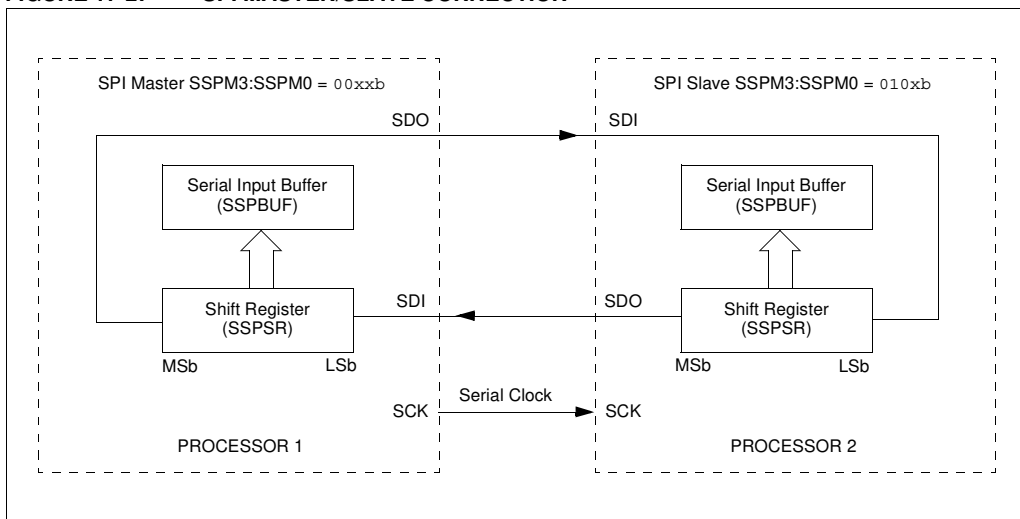 SPI Master SSPM3:SSPM0 = 00xxb
SPI Slave SSPM3:SSPM0 = 010xb
SDO
SDI
Serial Input Buffer
(SSPBUF)
Serial Input Buffer
(SSPBUF)
SDI
SDO
Shift Register
(SSPSR)
Shift Register
(SSPSR)
MSb
LSb
MSb
LSb
Serial Clock
SCK
SCK
PROCESSOR 1
PROCESSOR 2